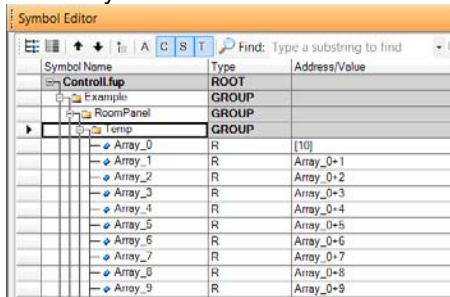 Symbol Editor
A C S T Find: Type a substring to find
Symbol Name Type Address/Value
Controll.fup ROOT
Example GROUP
RoomPanel GROUP
Temp GROUP
Array_0 R [10]
Array_1 R Array_0+1
Array_2 R Array_0+2
Array_3 R Array_0+3
Array_4 R Array_0+4
Array_5 R Array_0+5
Array_6 R Array_0+6
Array_7 R Array_0+7
Array_8 R Array_0+8
Array_9 R Array_0+9